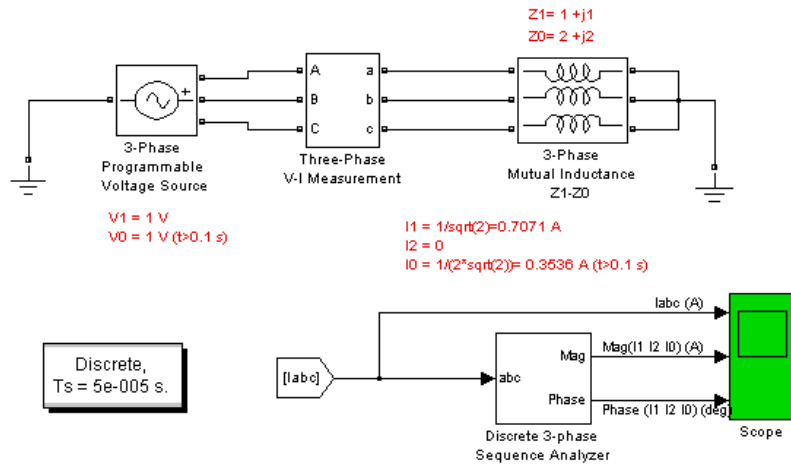 Z1= 1 +j1
Z0= 2 +j2
A
B
C
a
b
c
+
3-Phase
Programmable
Voltage Source
Three-Phase
V-I Measurement
3-Phase
Mutual Inductance
Z1-Z0
V1 = 1 V
V0 = 1 V (t>0.1 s)
I1 = 1/sqrt(2)=0.7071 A
I2 = 0
I0 = 1/(2*sqrt(2))= 0.3536 A (t>0.1 s)
Discrete,
Ts = 5e-005 s.
[Iabc]
abc
Mag
Phase
Discrete 3-phase
Sequence Analyzer
Iabc (A)
Mag(I1 I2 I0) (A)
Phase (I1 I2 I0) (deg)
Scope